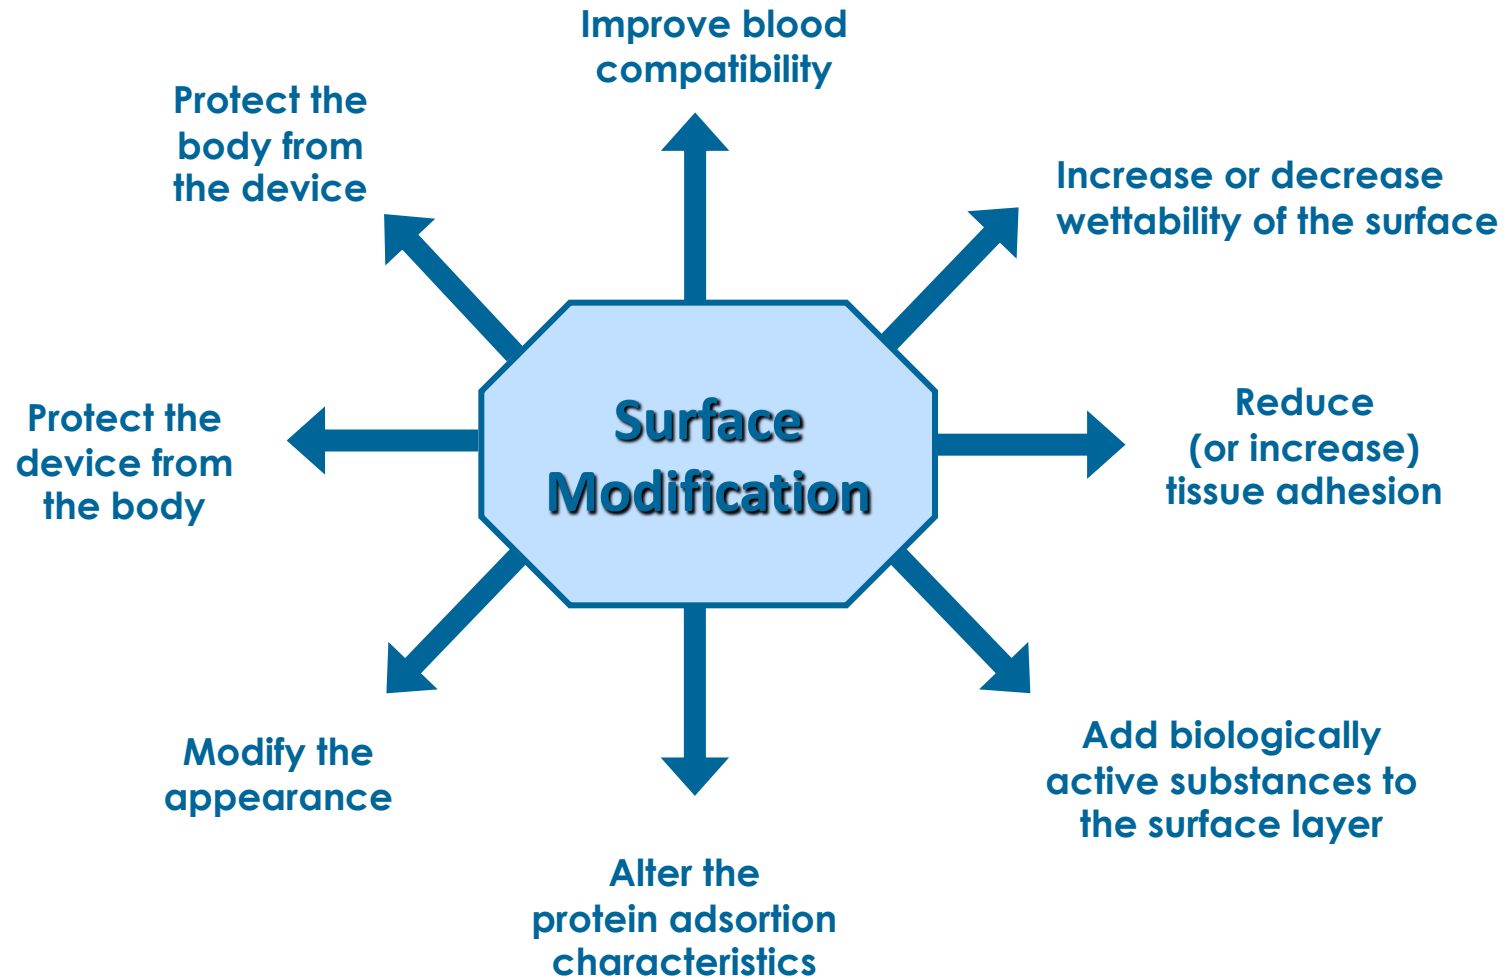 Improve blood
compatibility
Protect the
body from
the device
Increase or decrease
wettability of the surface
Protect the
device from
the body
Surface
Modification
Reduce
(or increase)
tissue adhesion
Modify the
appearance
Add biologically
active substances to
the surface layer
Alter the
protein adsortion
characteristics